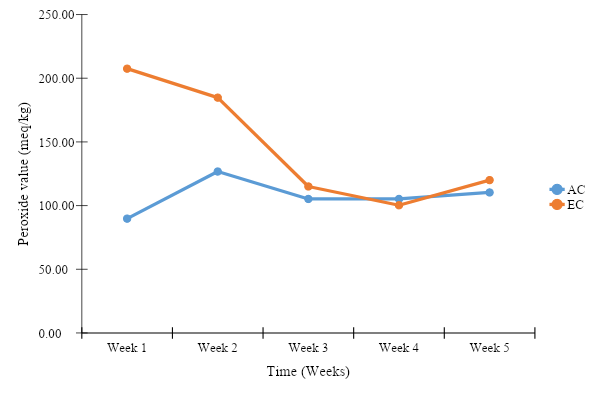 250.00
200.00
150.00
100.00
50.00
0.00
Peroxide value (meq/kg)
Week 1 Week 2 Week 3 Week 4 Week 5
Time (Weeks)
AC
EC